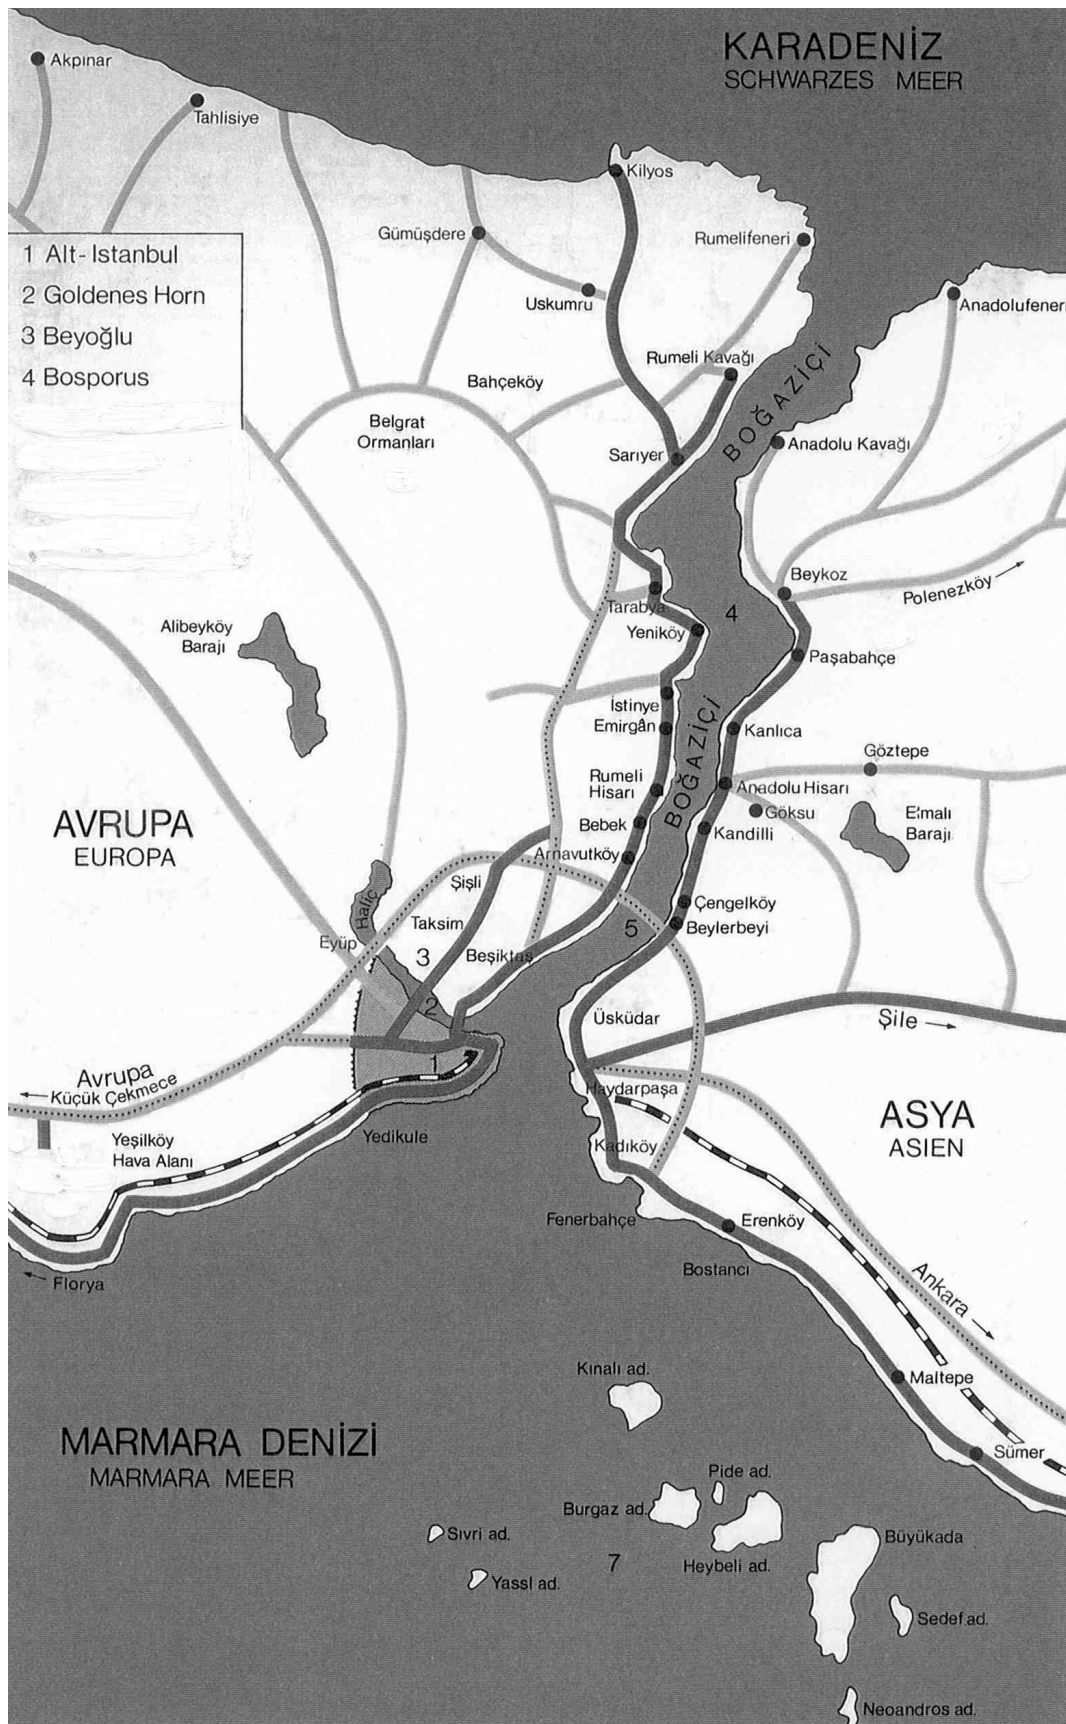 KARADENİZ
SCHWARZES MEER
Akpınar
Tahlisiye
Kilyos
Gümüşdere
Rumelifeneri
1 Alt-Istanbul
2 Goldenes Horn
3 Beyoğlu
4 Bosporus
Uskumru
Anadolufeneri
Rumeli Kavağı
Bahçeköy
BOĞAZİÇİ
Belgrat
Ormanları
Sarıyer
Anadolu Kavağı
Beykoz
Polenezköy
Tarabya
4
Alibeyköy
Barajı
Yeniköy
Paşabahçe
İstinye
Emirgân
BOĞAZİÇİ
Kanlıca
Göztepe
Rumeli
Hisarı
Anadolu Hisarı
AVRUPA
EUROPA
Bebek
Göksu
Elmalı
Barajı
Kandilli
Arnavutköy
Şişli
Haliç
Çengelköy
Taksim
Beylerbeyi
5
Eyüp
3
Beşiktaş
2
Üsküdar
Şile
1
Avrupa
Küçük Çekmece
Haydarpaşa
ASYA
ASIEN
Yeşilköy
Hava Alanı
Yedikule
Kadıköy
Fenerbahçe
Erenköy
Bostancı
Florya
Ankara
Kınalı ad.
Maltepe
MARMARA DENİZİ
MARMARA MEER
Sümer
Pide ad.
Burgaz ad.
Sıvri ad.
Büyükada
7
Heybeli ad.
Yassl ad.
Sedef ad.
Neoandros ad.